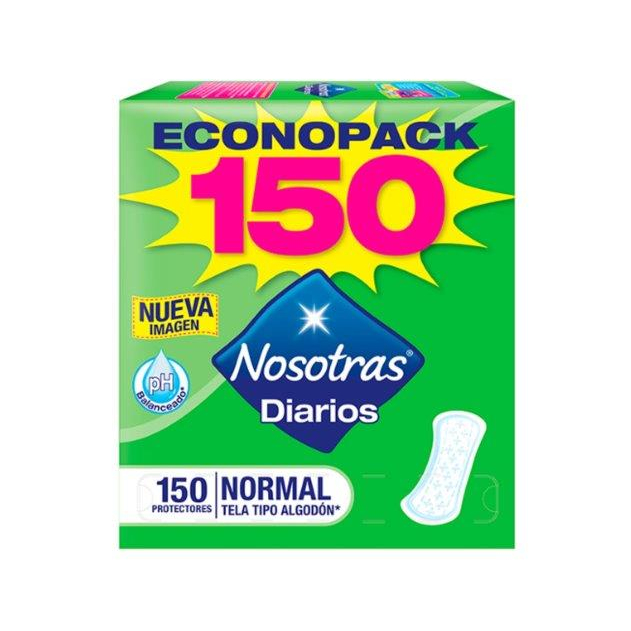 ECONOPACK
150
NUEVA
IMAGEN
Nosotras®
Diarios
pH
Balanceado*
150
PROTECTORES
NORMAL
TELA TIPO ALGODÓN*